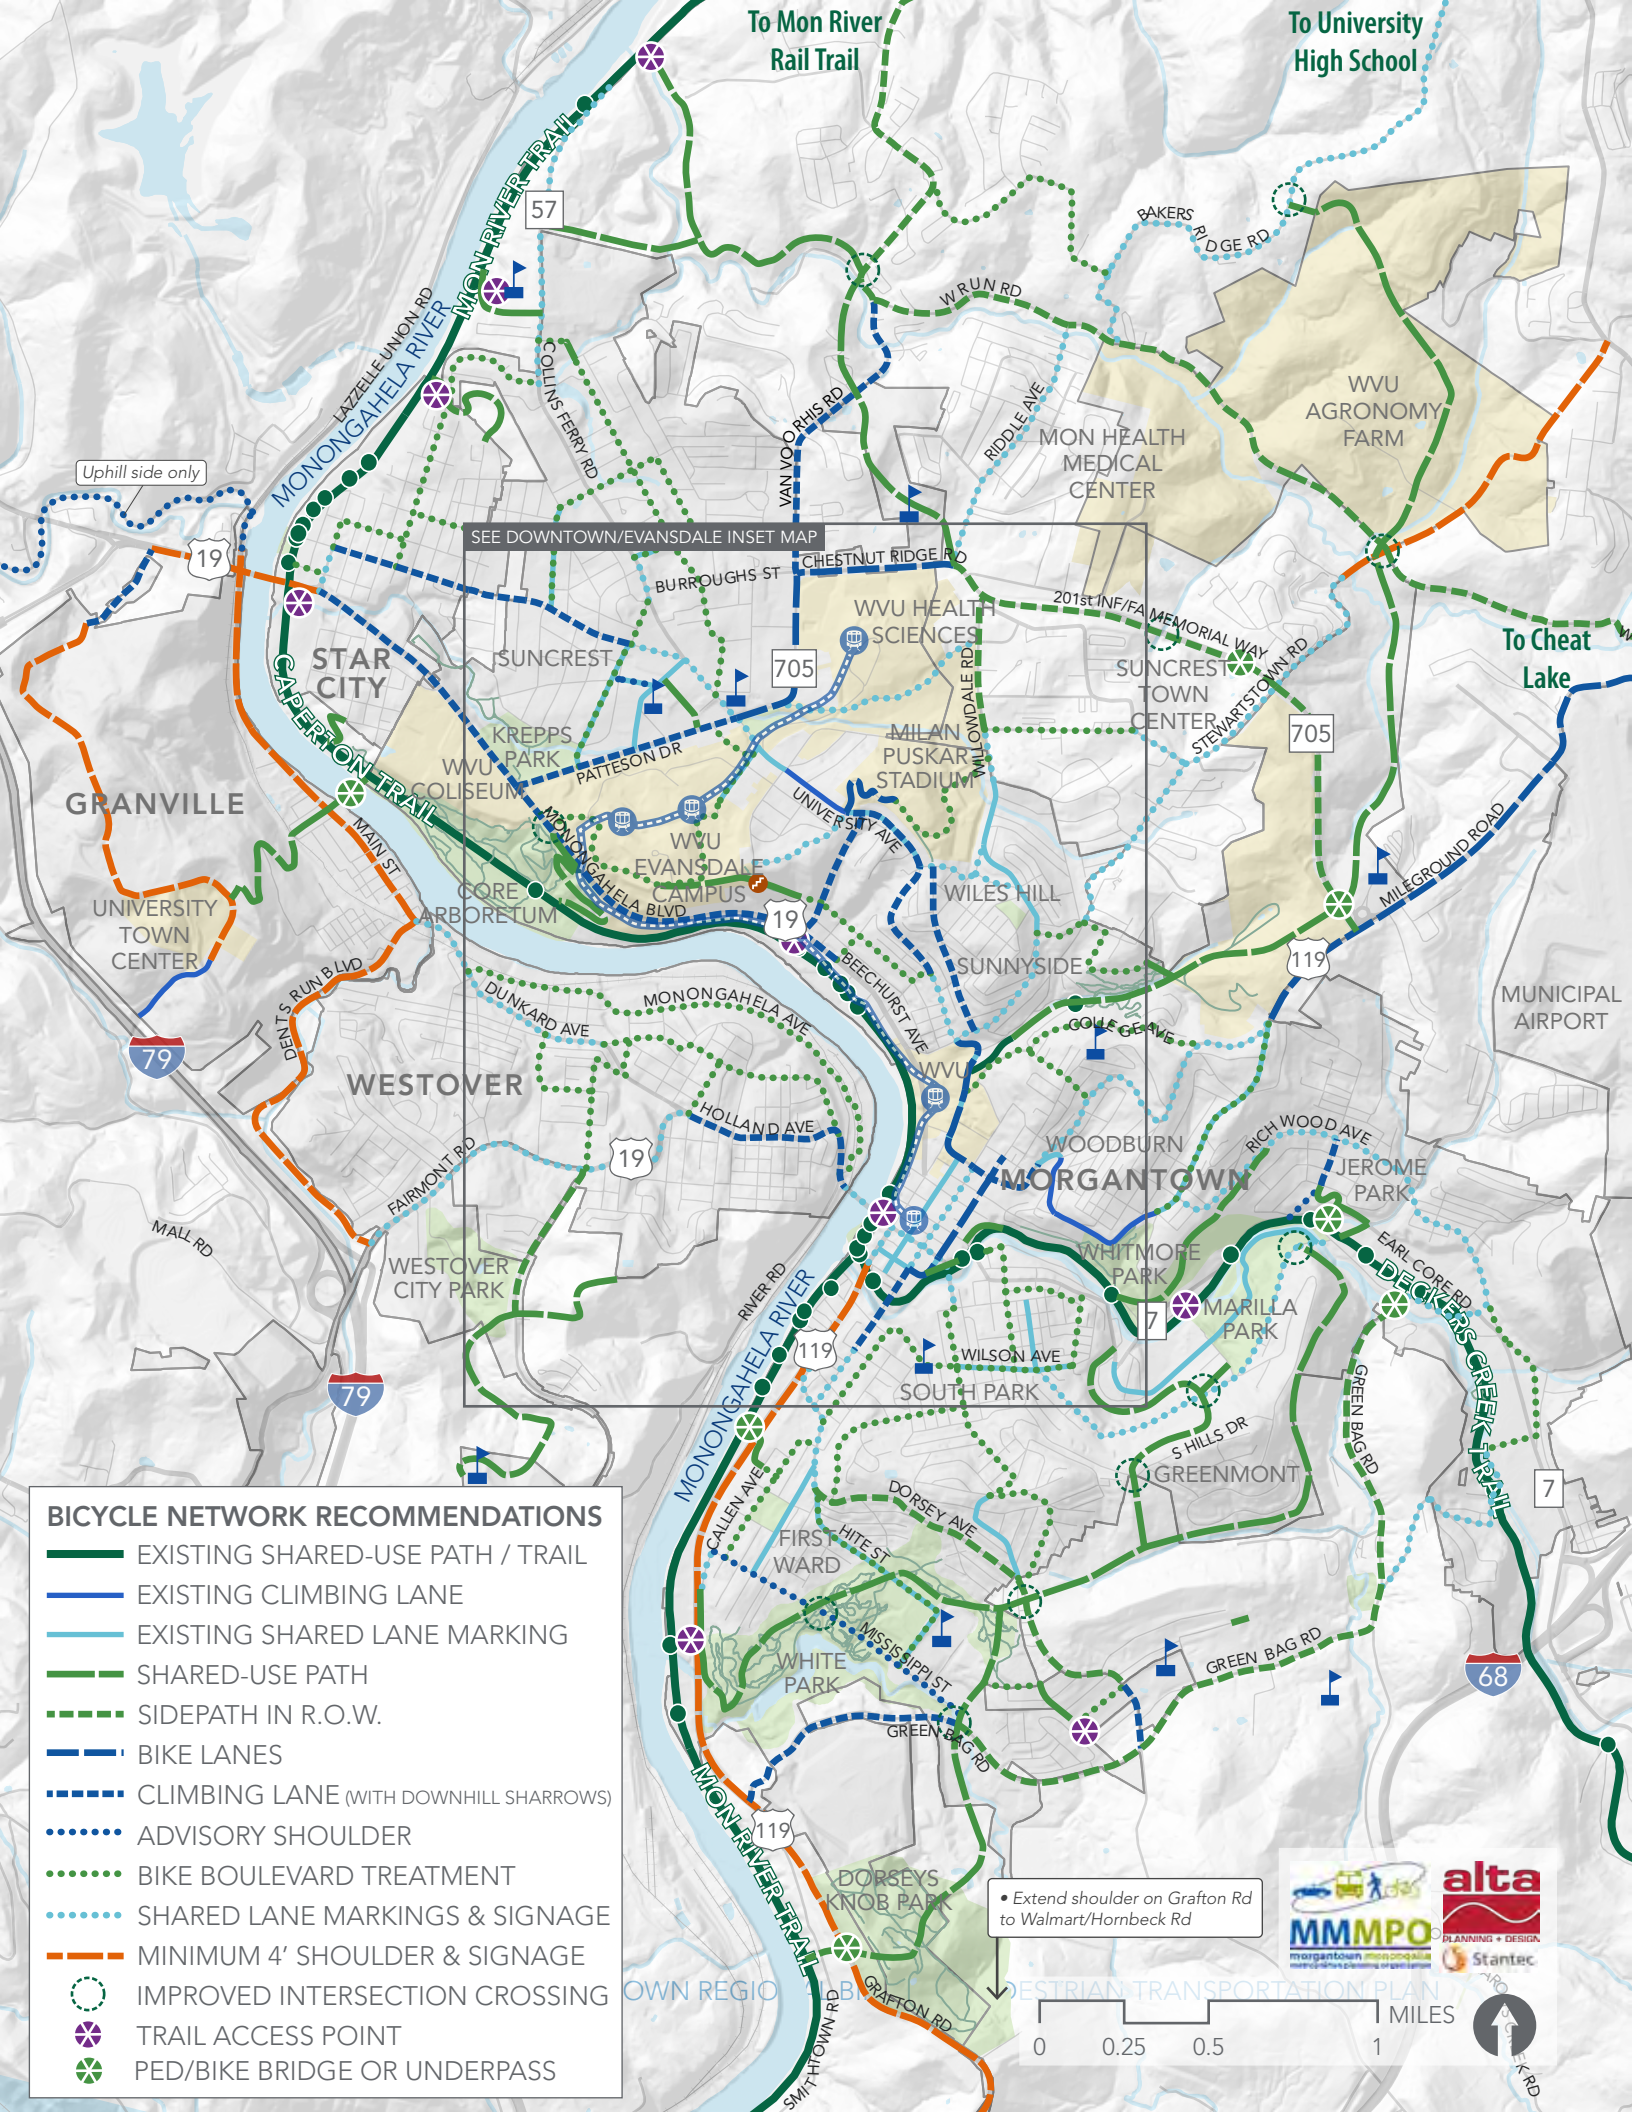 To Mon River
Rail Trail
To University
High School
MON RIVER TRAIL
57
BAKERS
RIDGE RD
LAZZELLE UNION RD
MONONGAHELA RIVER
W RUN RD
COLLINS FERRY RD
VAN VOORHIS RD
RIDDLE AVE
WVU
AGRONOMY
FARM
MON HEALTH
MEDICAL
CENTER
Uphill side only
SEE DOWNTOWN/EVANSDALE INSET MAP
19
BURROUGHS ST
CHESTNUT RIDGE RD
201st INF/FA MEMORIAL WAY
WVU HEALTH
SCIENCES
To Cheat
Lake
STAR
CITY
SUNCREST
705
SUNCREST
TOWN
CENTER
STEWARTSTOWN RD
705
WILLOWDALE RD
KREPPS
PARK
PATTESON DR
MILAN
PUSKAR
STADIUM
WVU
COLISEUM
CAPERTON TRAIL
GRANVILLE
MAIN ST
MONONGAHELA BLVD
UNIVERSITY AVE
WVU
EVANSDALE
CAMPUS
MILEGROUND ROAD
CORE
ARBORETUM
WILES HILL
19
UNIVERSITY
TOWN
CENTER
DENTS RUN BLVD
BEECHURST AVE
SUNNYSIDE
119
MUNICIPAL
AIRPORT
DUNKARD AVE
MONONGAHELA AVE
COLLEGE AVE
79
WESTOVER
WVU
HOLLAND AVE
19
WOODBURN
RICHWOOD AVE
MORGANTOWN
JEROME
PARK
FAIRMONT RD
MALL RD
WESTOVER
CITY PARK
RIVER RD
WHITMORE
PARK
EARL CORE RD
DECKERS CREEK TRAIL
MARILLA
PARK
7
119
WILSON AVE
SOUTH PARK
MONONGAHELA RIVER
79
GREEN BAG RD
S HILLS DR
GREENMONT
7
CALLEN AVE
DORSEY AVE
FIRST
WARD
HITE ST
BICYCLE NETWORK RECOMMENDATIONS
EXISTING SHARED-USE PATH / TRAIL
EXISTING CLIMBING LANE
EXISTING SHARED LANE MARKING
SHARED-USE PATH
SIDEPATH IN R.O.W.
BIKE LANES
CLIMBING LANE (WITH DOWNHILL SHARROWS)
ADVISORY SHOULDER
BIKE BOULEVARD TREATMENT
SHARED LANE MARKINGS & SIGNAGE
MINIMUM 4' SHOULDER & SIGNAGE
IMPROVED INTERSECTION CROSSING
TRAIL ACCESS POINT
PED/BIKE BRIDGE OR UNDERPASS
MISSISSIPPI ST
WHITE
PARK
GREEN BAG RD
68
GREEN BAG RD
MON RIVER TRAIL
119
DORSEYS
KNOB PARK
• Extend shoulder on Grafton Rd
to Walmart/Hornbeck Rd
MMMPO
morgantown monongalia
metropolitan planning organization
alta
PLANNING + DESIGN
Stantec
OWN REGIO
DESTRIAN TRANSPORTATION PLAN
GRAFTON RD
SMITHTOWN RD
MILES
0
0.25
0.5
1